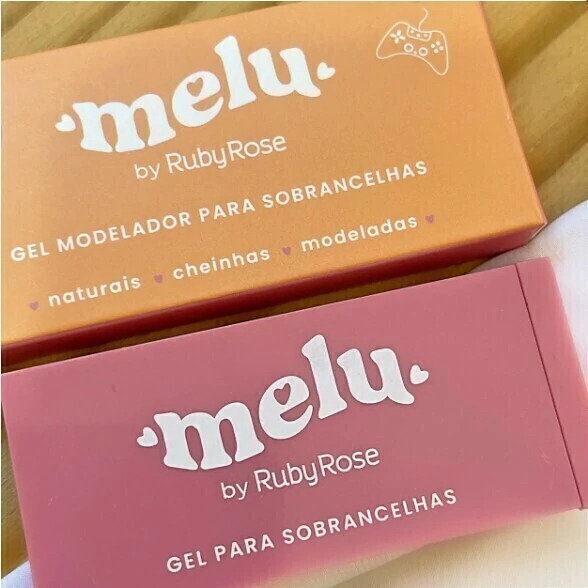 melu
by RubyRose
GEL MODELADOR PARA SOBRANCELHAS
naturais cheinhas modeladas
melu
by RubyRose
GEL PARA SOBRANCELHAS